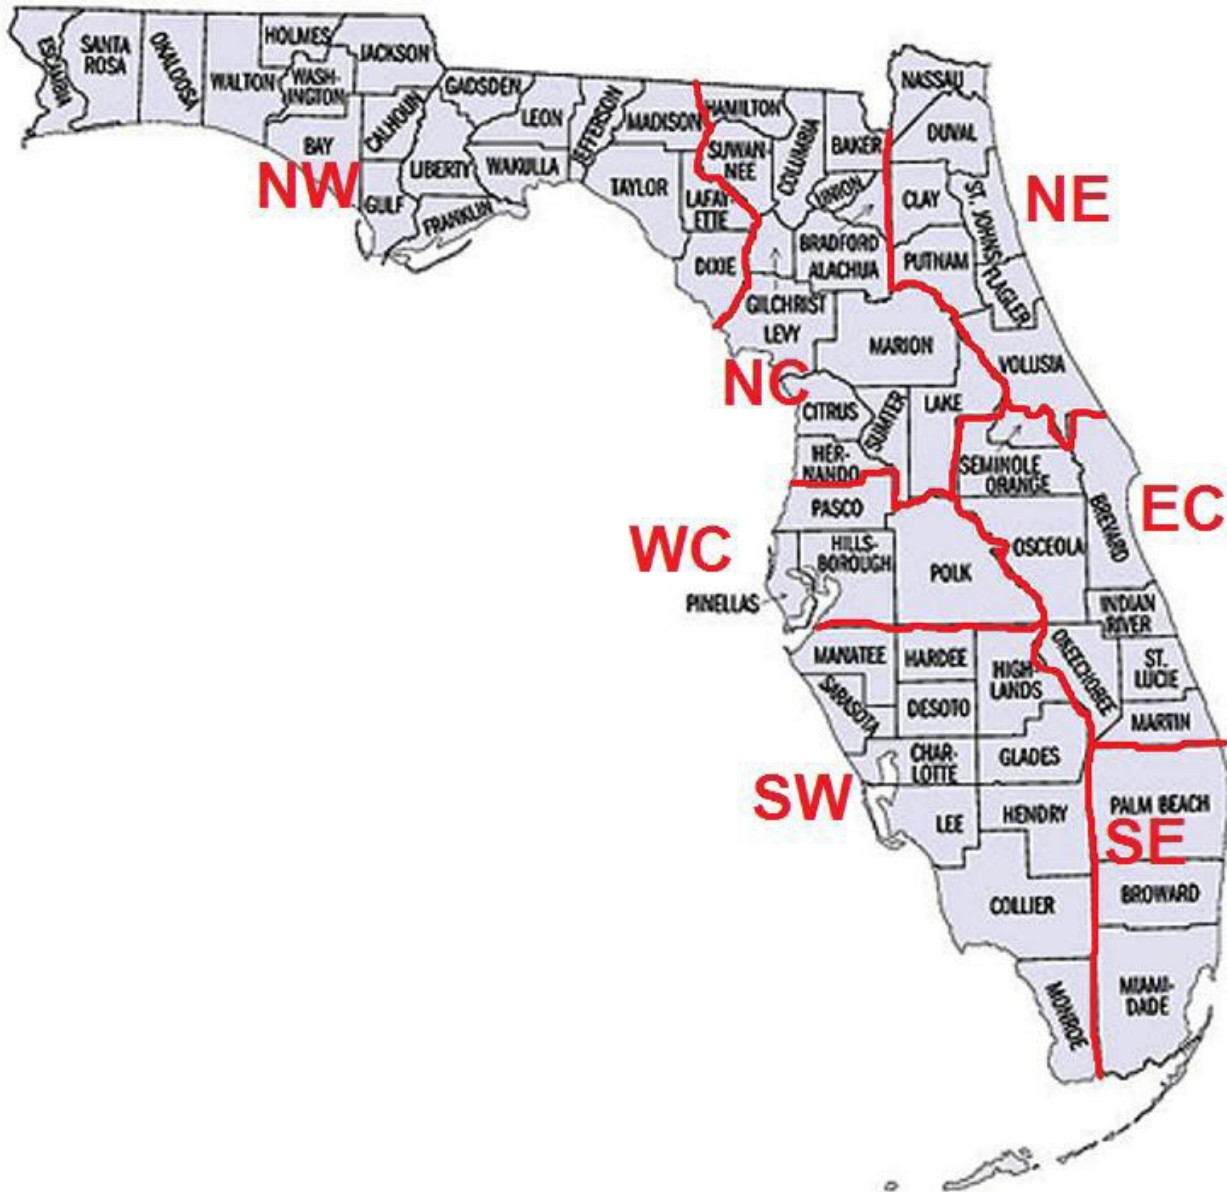 ESCAMBIA
SANTA
ROSA
OKALOOSA
WALTON
HOLMES
WASH-
INGTON
JACKSON
BAY
CALHOUN
GULF
GADSDEN
LIBERTY
FRANKLIN
LEON
WAKULLA
JEFFERSON
MADISON
TAYLOR
LAFAY-
ETTE
DIXIE
NW
HAMILTON
SUWAN-
NEE
COLUMBIA
BAKER
UNION
BRADFORD
ALACHUA
GILCHRIST
LEVY
MARION
NC
CITRUS
SUMTER
LAKE
HER-
NANDO
NASSAU
DUVAL
CLAY
ST. JOHNS
PUTNAM
FLAGLER
VOLUSIA
NE
SEMINOLE
ORANGE
BREVARD
OSCEOLA
INDIAN
RIVER
OKEECHOBEE
ST.
LUCIE
MARTIN
EC
PASCO
HILLS-
BOROUGH
PINELLAS
POLK
WC
MANATEE
HARDEE
HIGH-
LANDS
SARASOTA
DESOTO
CHAR-
LOTTE
GLADES
LEE
HENDRY
COLLIER
MONROE
SW
PALM BEACH
SE
BROWARD
MIAMI-
DADE